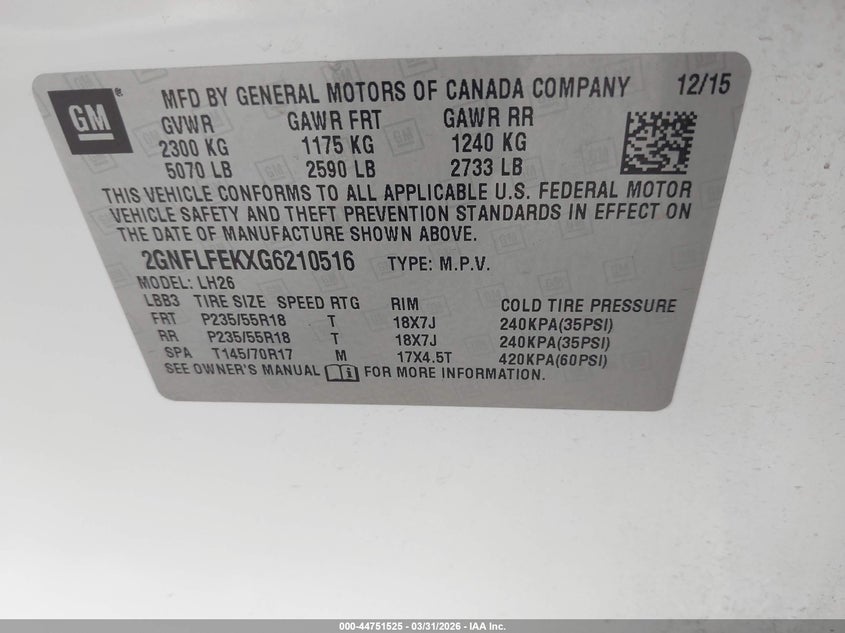 GM ® MFD BY GENERAL MOTORS OF CANADA COMPANY 12/15
GVWR GAWR FRT GAWR RR
2300 KG 1175 KG 1240 KG
5070 LB 2590 LB 2733 LB
THIS VEHICLE CONFORMS TO ALL APPLICABLE U.S. FEDERAL MOTOR
VEHICLE SAFETY AND THEFT PREVENTION STANDARDS IN EFFECT ON
THE DATE OF MANUFACTURE SHOWN ABOVE.
2GNFLFEKXG6210516 TYPE: M.P.V.
MODEL: LH26
LBB3 TIRE SIZE SPEED RTG RIM COLD TIRE PRESSURE
FRT P235/55R18 T 18X7J 240KPA(35PSI)
RR P235/55R18 T 18X7J 240KPA(35PSI)
SPA T145/70R17 M 17X4.5T 420KPA(60PSI)
SEE OWNER'S MANUAL FOR MORE INFORMATION.
000-44751525 - 03/31/2026 - IAA Inc.